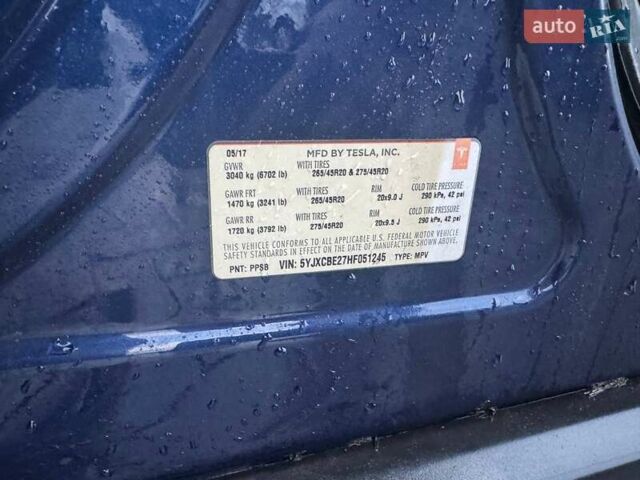 auto RIA
05/17 MFD BY TESLA, INC.
GVWR WITH TIRES
3040 kg (6702 lb) 265/45R20 & 275/45R20
GAWR FRT WITH TIRES RIM COLD TIRE PRESSURE
1470 kg (3241 lb) 265/45R20 20x9.0 J 290 kPa, 42 psi
GAWR RR WITH TIRES RIM COLD TIRE PRESSURE
1720 kg (3792 lb) 275/45R20 20x9.5 J 290 kPa, 42 psi
THIS VEHICLE CONFORMS TO ALL APPLICABLE U.S. FEDERAL MOTOR VEHICLE
SAFETY STANDARDS IN EFFECT ON THE DATE OF MANUFACTURE SHOWN ABOVE.
PNT: PPSB VIN: 5YJXCBE27HF051245 TYPE: MPV